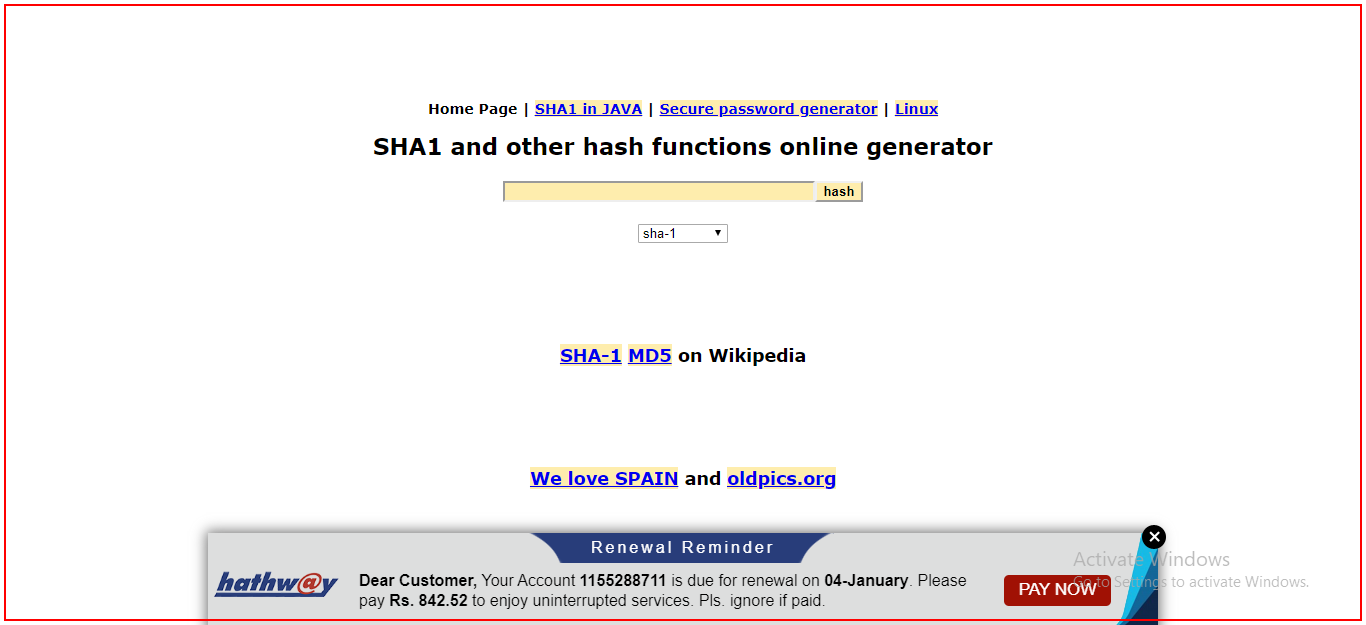 Home Page | SHA1 in JAVA | Secure password generator | Linux
SHA1 and other hash functions online generator
hash
sha-1
SHA-1 MD5 on Wikipedia
We love SPAIN and oldpics.org
Renewal Reminder
hathw@y
Dear Customer, Your Account 1155288711 is due for renewal on 04-January. Please
pay Rs. 842.52 to enjoy uninterrupted services. Pls. ignore if paid.
PAY NOW
Activate Windows
Go to Settings to activate Windows.